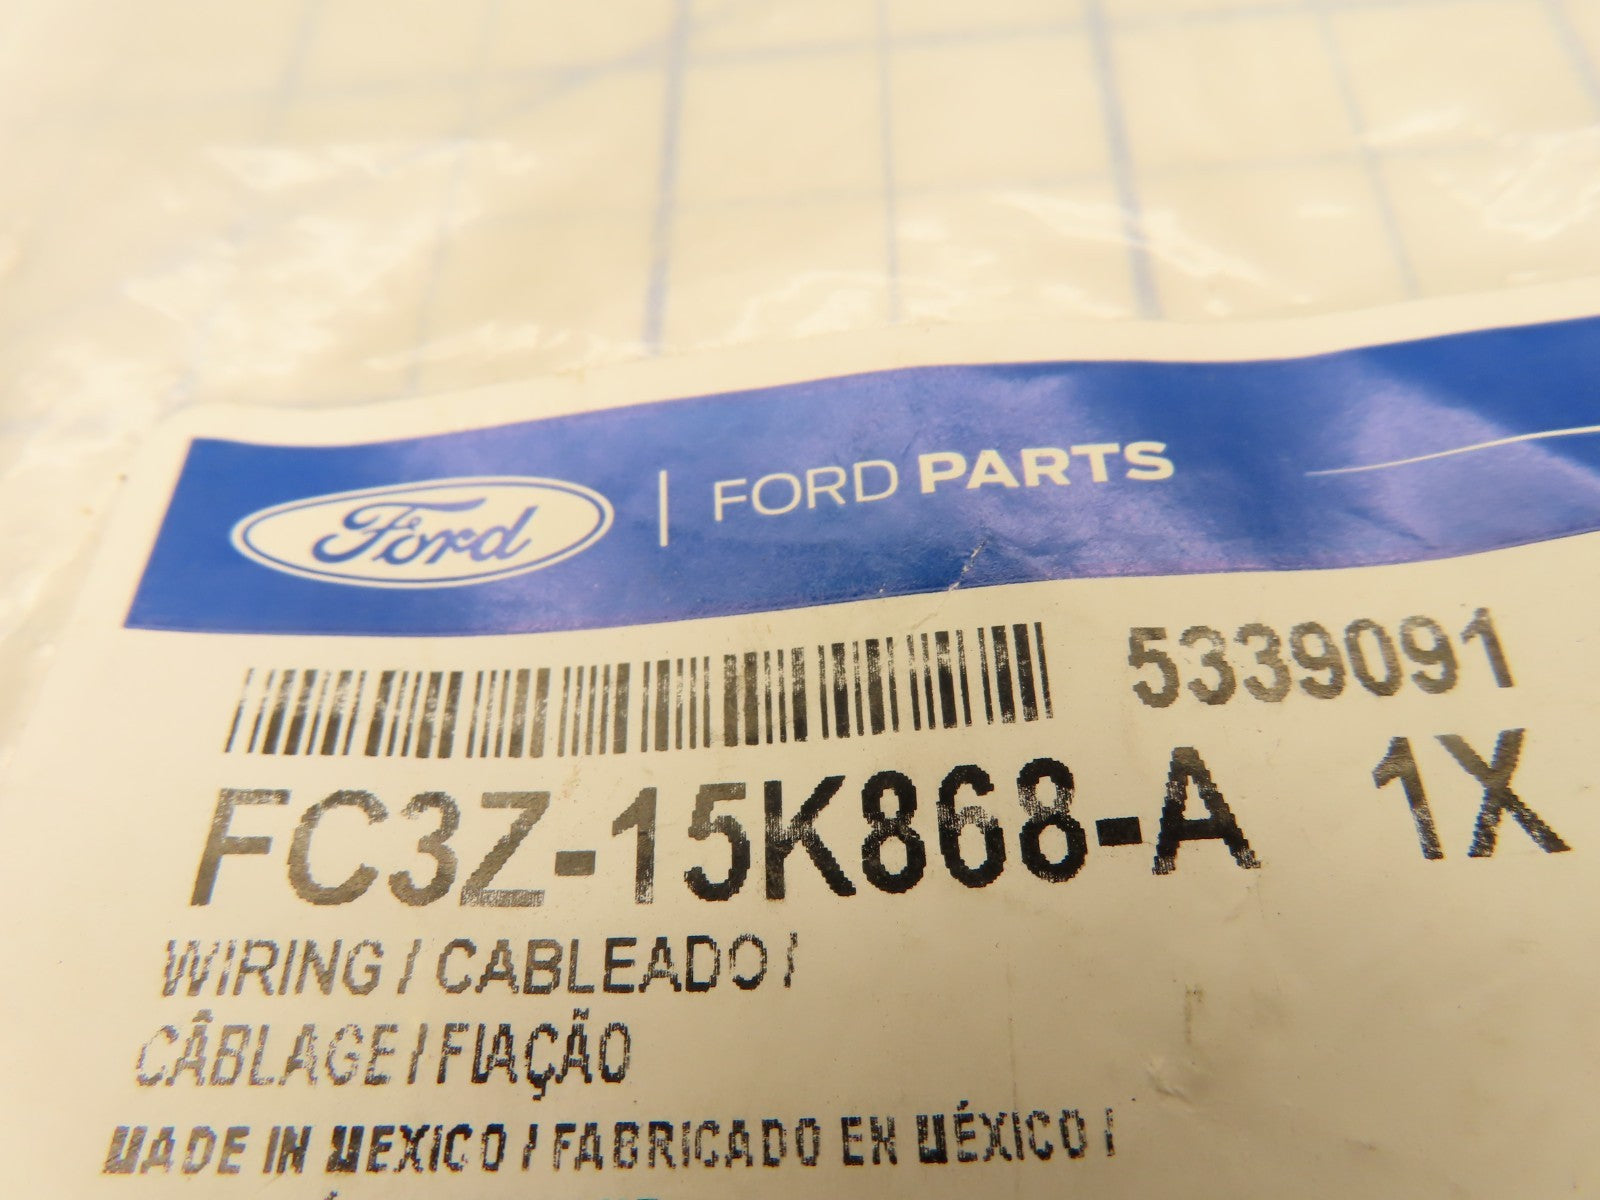 Ford | FORD PARTS
5339091
FC3Z-15K868-A 1X
WIRING / CABLEADO /
CÂBLAGE / FIAÇÃO
MADE IN MEXICO / FABRICADO EN MÉXICO /